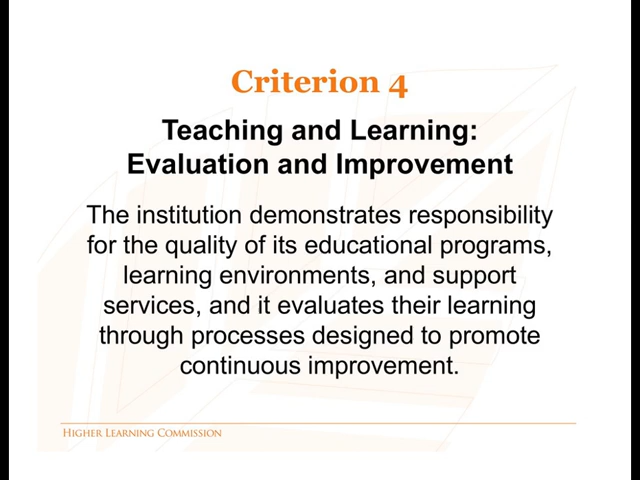 Criterion 4
Teaching and Learning:
Evaluation and Improvement
The institution demonstrates responsibility
for the quality of its educational programs,
learning environments, and support
services, and it evaluates their learning
through processes designed to promote
continuous improvement.
HIGHER LEARNING COMMISSION